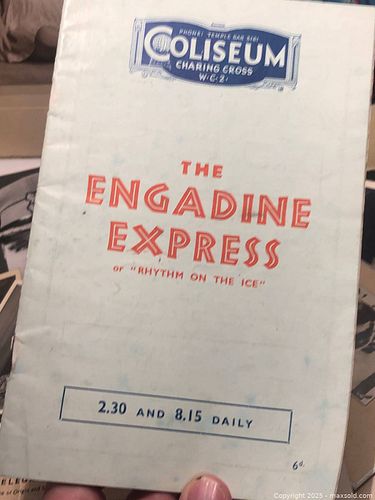 PHONE: TEMPLE BAR 3161
COLISEUM
CHARING CROSS
W·C·2·
THE
ENGADINE
EXPRESS
or "RHYTHM ON THE ICE"
2.30 AND 8.15 DAILY
6d.
Copyright 2025 - maxsold.com